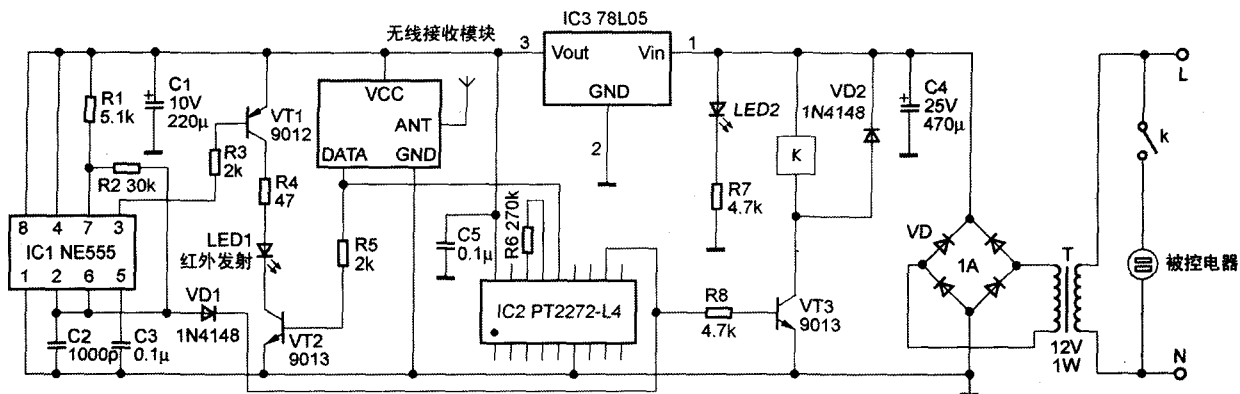 无线接收模块
IC3 78L05
3
Vout
Vin
1
GND
2
R1
5.1k
C1
10V
220μ
+
VT1
9012
VCC
ANT
DATA
GND
LED2
VD2
1N4148
K
+
C4
25V
470μ
L
k
R2 30k
R3
2k
R4
47
R7
4.7k
8 4 7 3
IC1 NE555
1 2 6 5
LED1
红外发射
R5
2k
C5
0.1μ
R6 270k
VD
1A
T
被控电器
VD1
1N4148
IC2 PT2272-L4
R8
4.7k
VT3
9013
C2
1000p
C3
0.1μ
VT2
9013
12V
1W
N